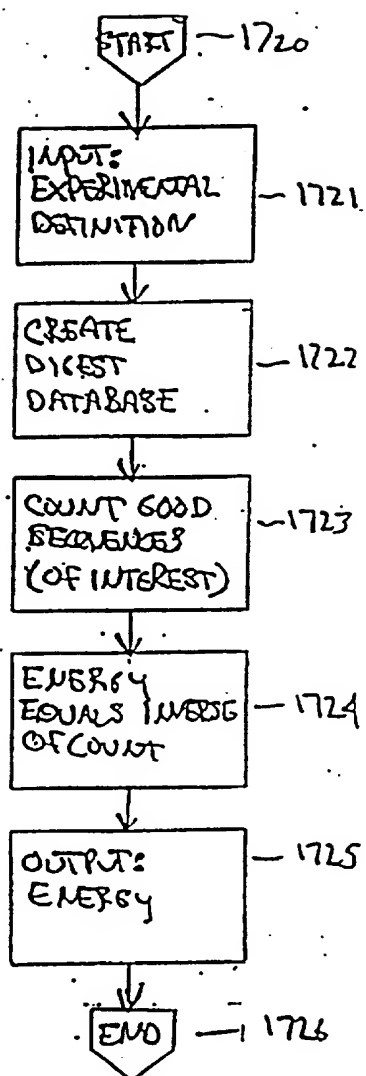 START 1720
INPUT:
EXPERIMENTAL 1721
DEFINITION
CREATE
DIGEST 1722
DATABASE
COUNT GOOD
SEQUENCES 1723
(OF INTEREST)
ENERGY
EQUALS INVERSE 1724
OF COUNT
OUTPUT: 1725
ENERGY
END 1726